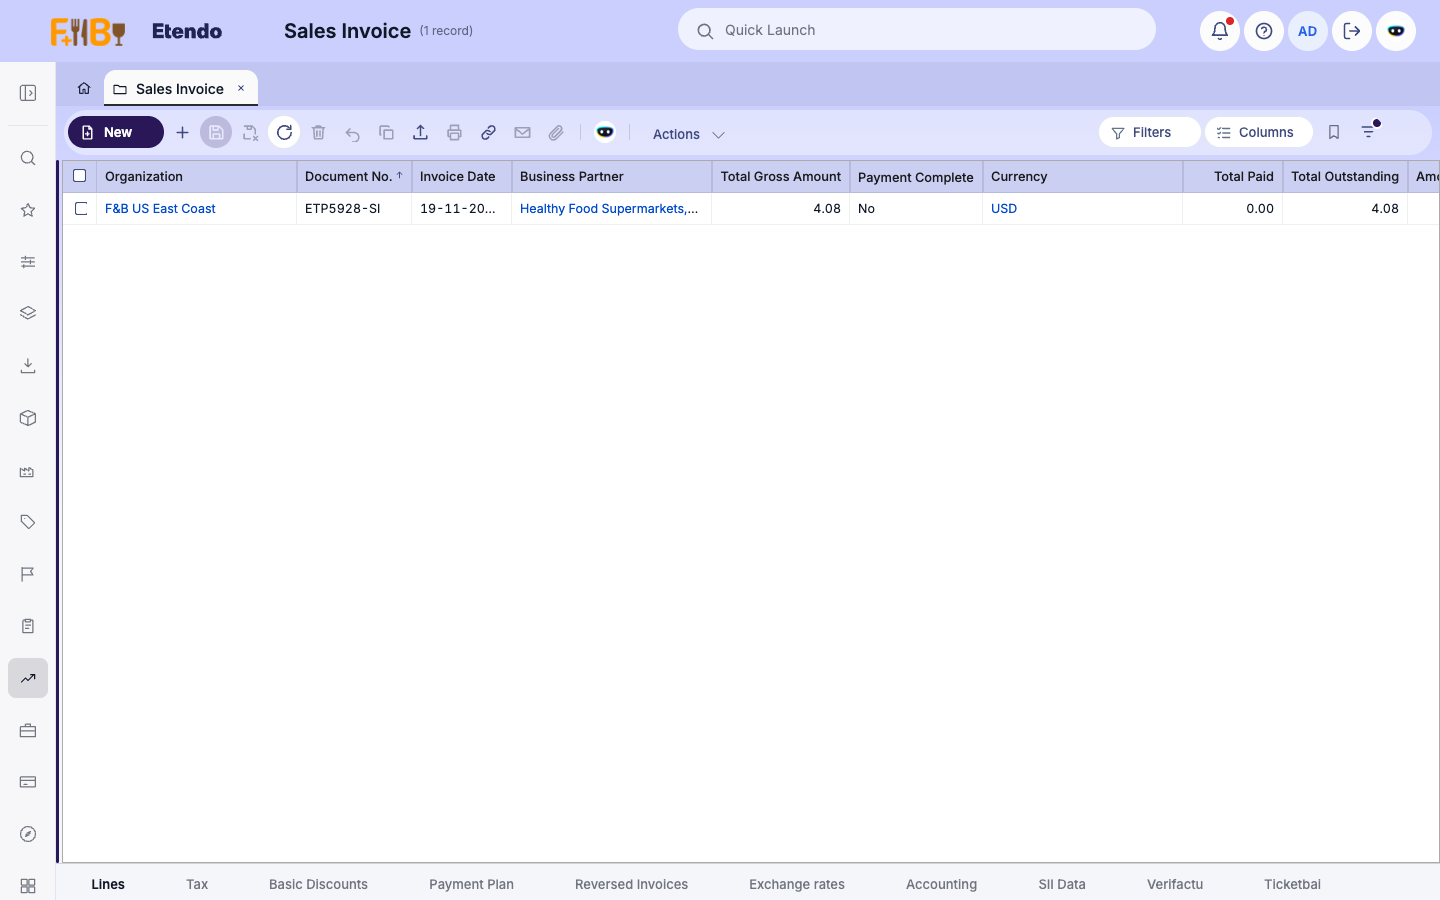 F&B
Etendo
Sales Invoice (1 record)
Quick Launch
AD
Sales Invoice ×
New
Actions
Filters
Columns
Organization Document No. ↑ Invoice Date Business Partner Total Gross Amount Payment Complete Currency Total Paid Total Outstanding Amo
F&B US East Coast ETP5928-SI 19-11-20... Healthy Food Supermarkets,... 4.08 No USD 0.00 4.08
Lines Tax Basic Discounts Payment Plan Reversed Invoices Exchange rates Accounting SII Data Verifactu Ticketbai